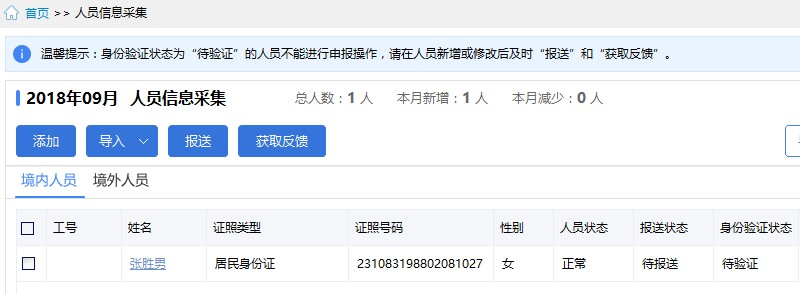 首页 >> 人员信息采集
温馨提示：身份验证状态为“待验证”的人员不能进行申报操作，请在人员新增或修改后及时“报送”和“获取反馈”。
2018年09月 人员信息采集 总人数：1 人 本月新增：1 人 本月减少：0 人
添加 导入 报送 获取反馈
境内人员 境外人员
工号 姓名 证照类型 证照号码 性别 人员状态 报送状态 身份验证状态
张胜男 居民身份证 231083198802081027 女 正常 待报送 待验证